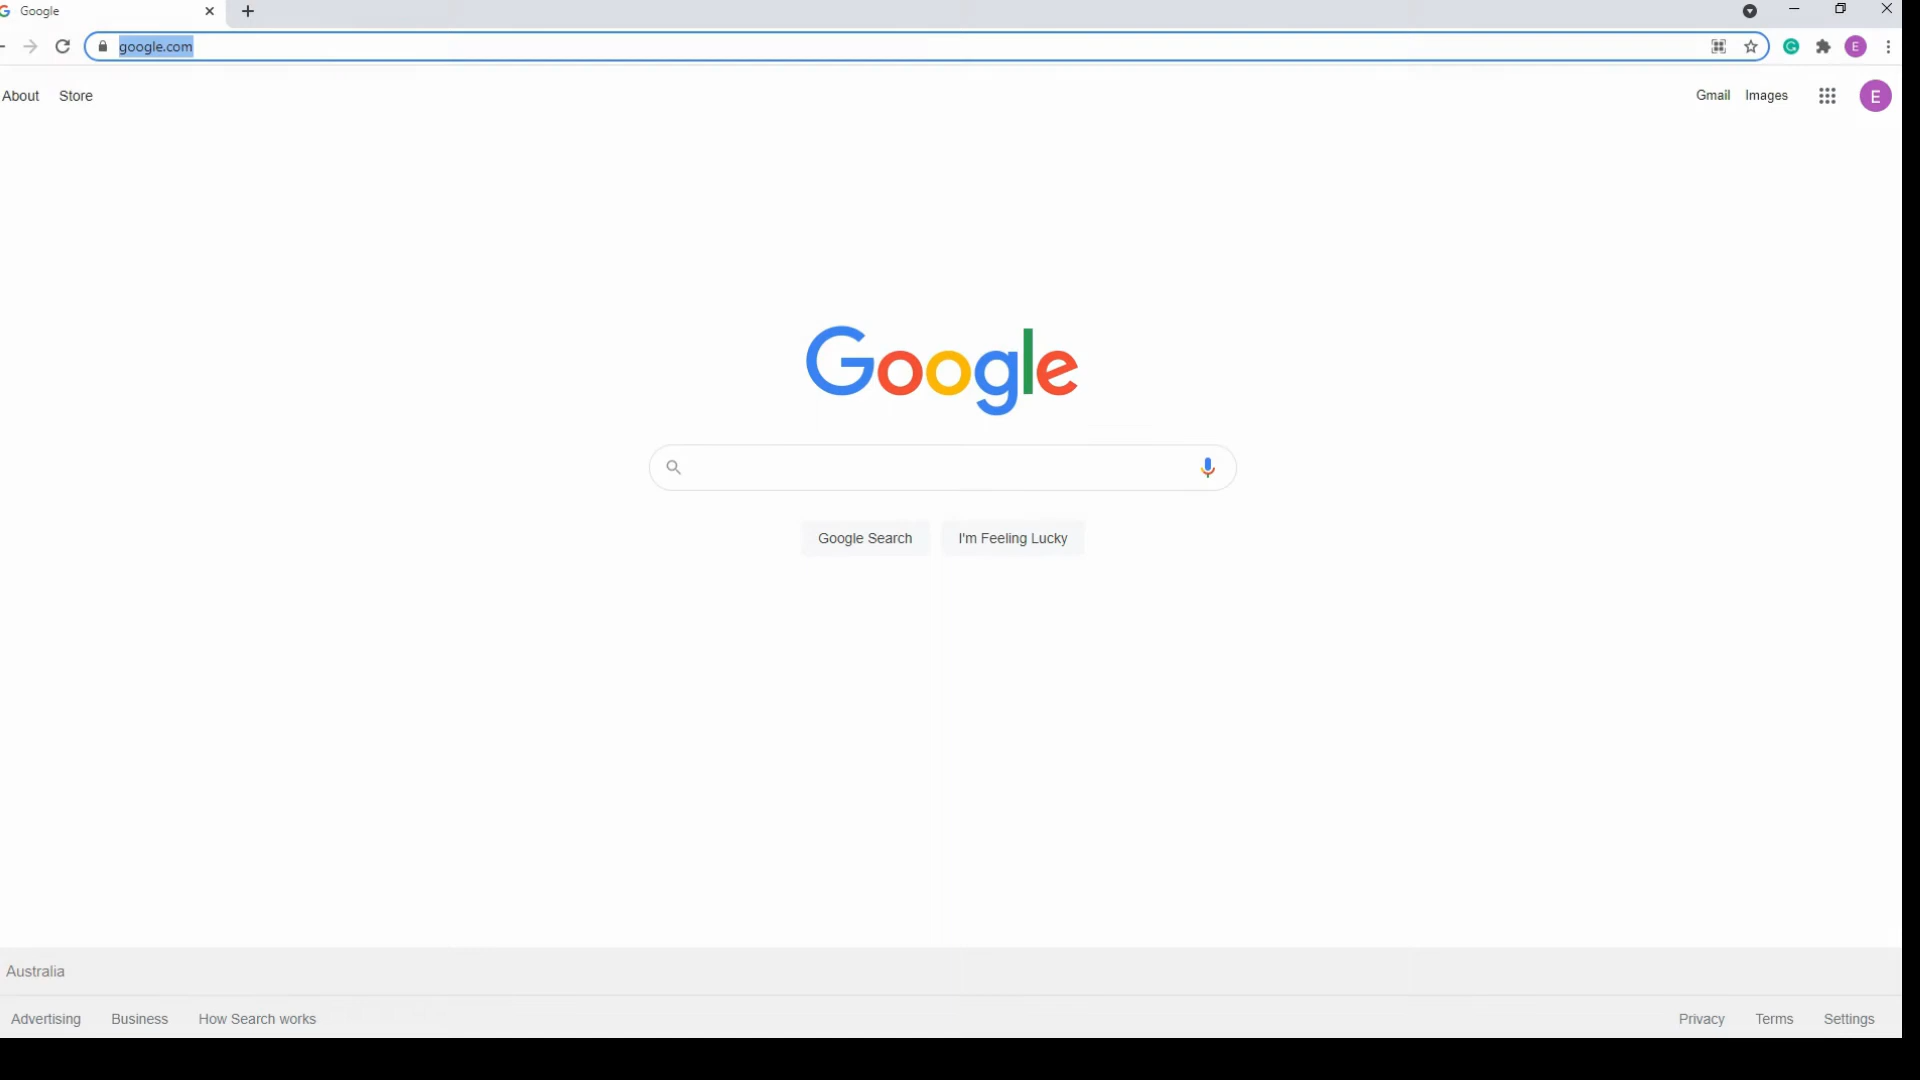 Google
google.com
E
About Store
Gmail Images
E
Google
Google Search I'm Feeling Lucky
Australia
Advertising Business How Search works
Privacy Terms Settings